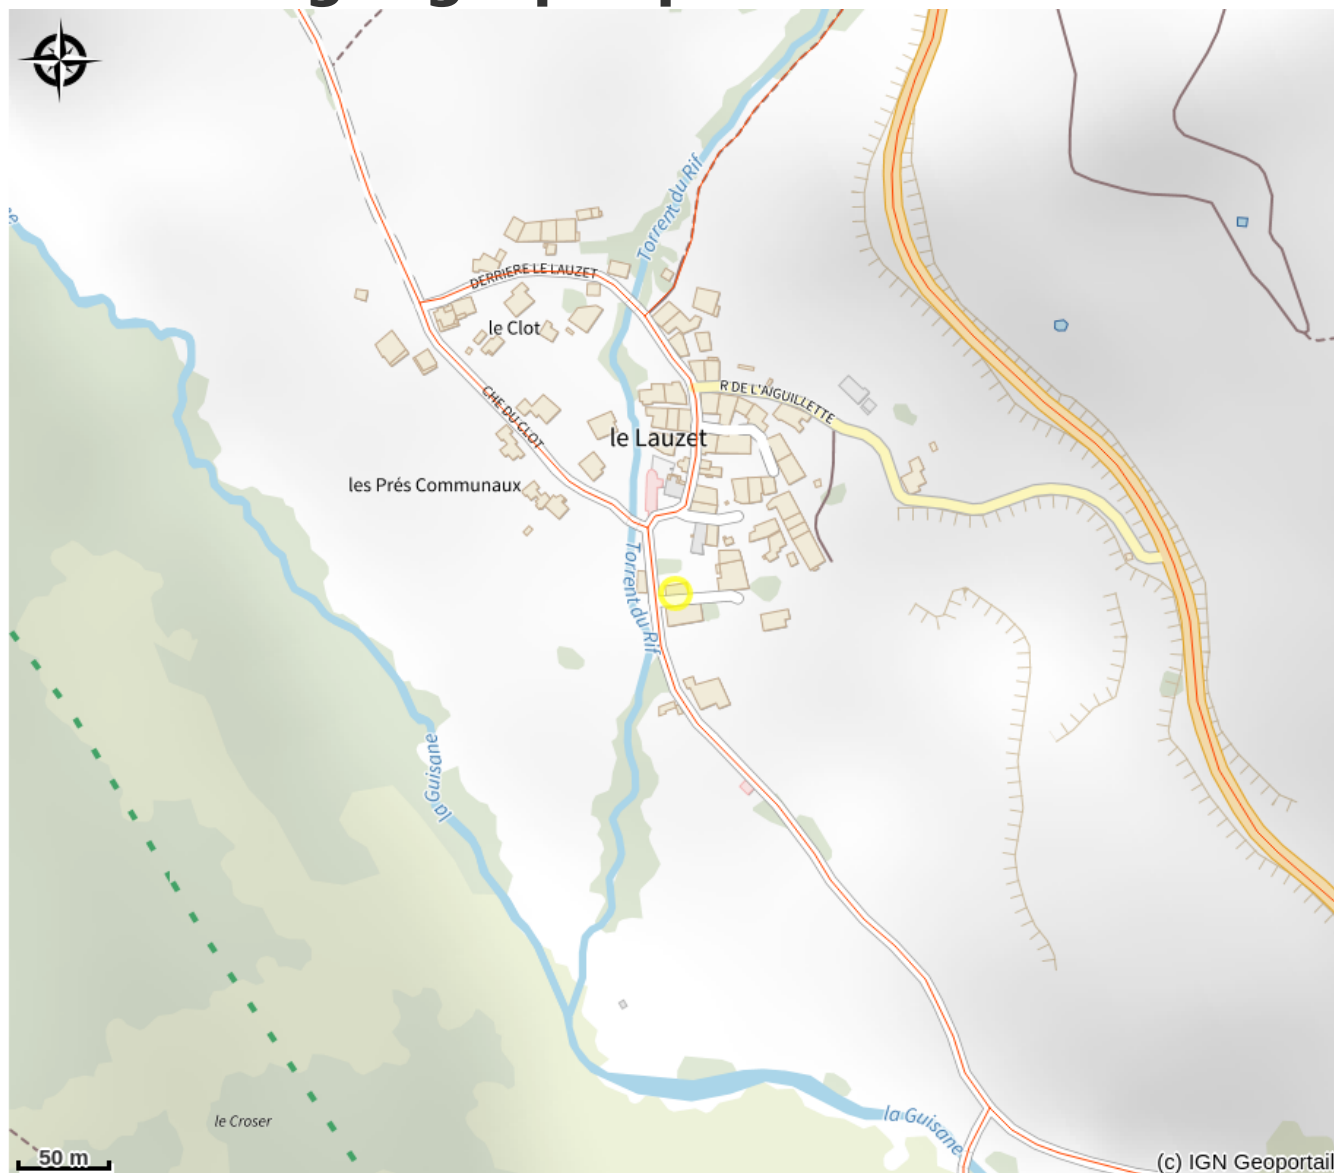 Torrent du Rif
DERRIERE LE LAUZET
le Clot
R DE L'AIGUILLETTE
CHE DU CLOT
le Lauzet
les Prés Communaux
Torrent du Rif
la Guisane
la Guisane
le Croser
50 m
(c) IGN Geoportail